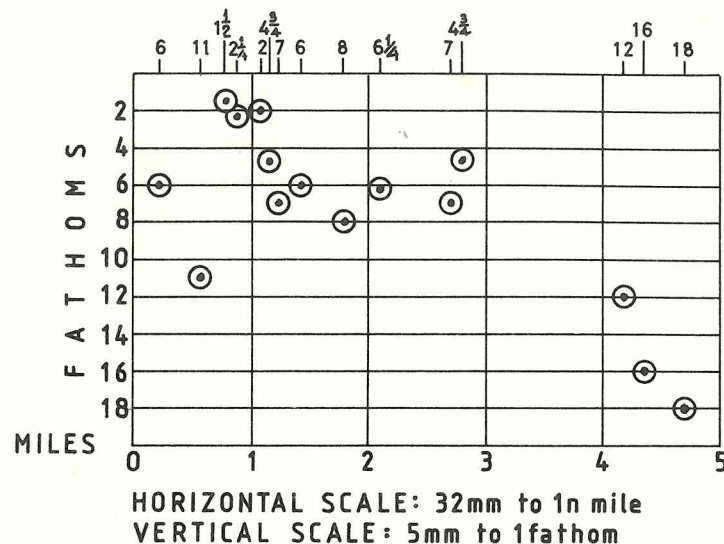 6 11 1½ 2¼ 2 4¾ 7 6 8 6¼ 7 4¾ 12 16 18
FATHOMS
2
4
6
8
10
12
14
16
18
MILES 0 1 2 3 4 5
HORIZONTAL SCALE: 32mm to 1n mile
VERTICAL SCALE: 5mm to 1fathom